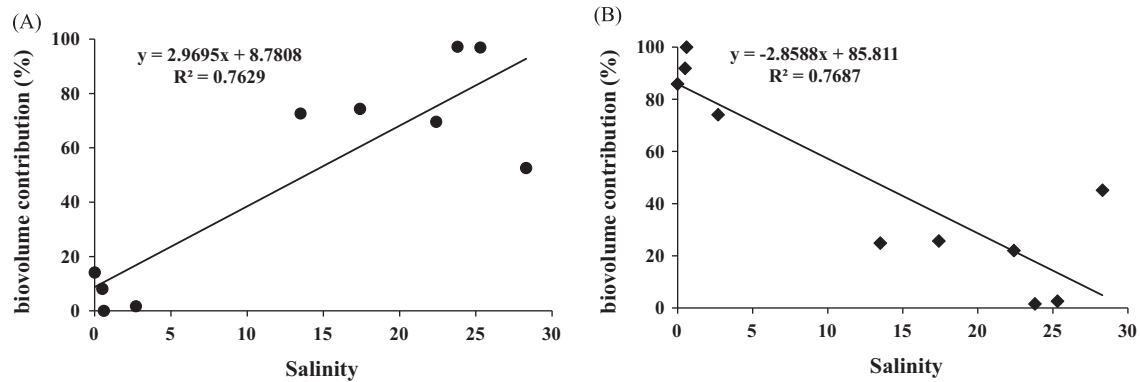 (A)
y = 2.9695x + 8.7808
R² = 0.7629
biovolume contribution (%)
100
80
60
40
20
0
0 5 10 15 20 25 30
Salinity
(B)
y = -2.8588x + 85.811
R² = 0.7687
biovolume contribution (%)
100
80
60
40
20
0
0 5 10 15 20 25 30
Salinity